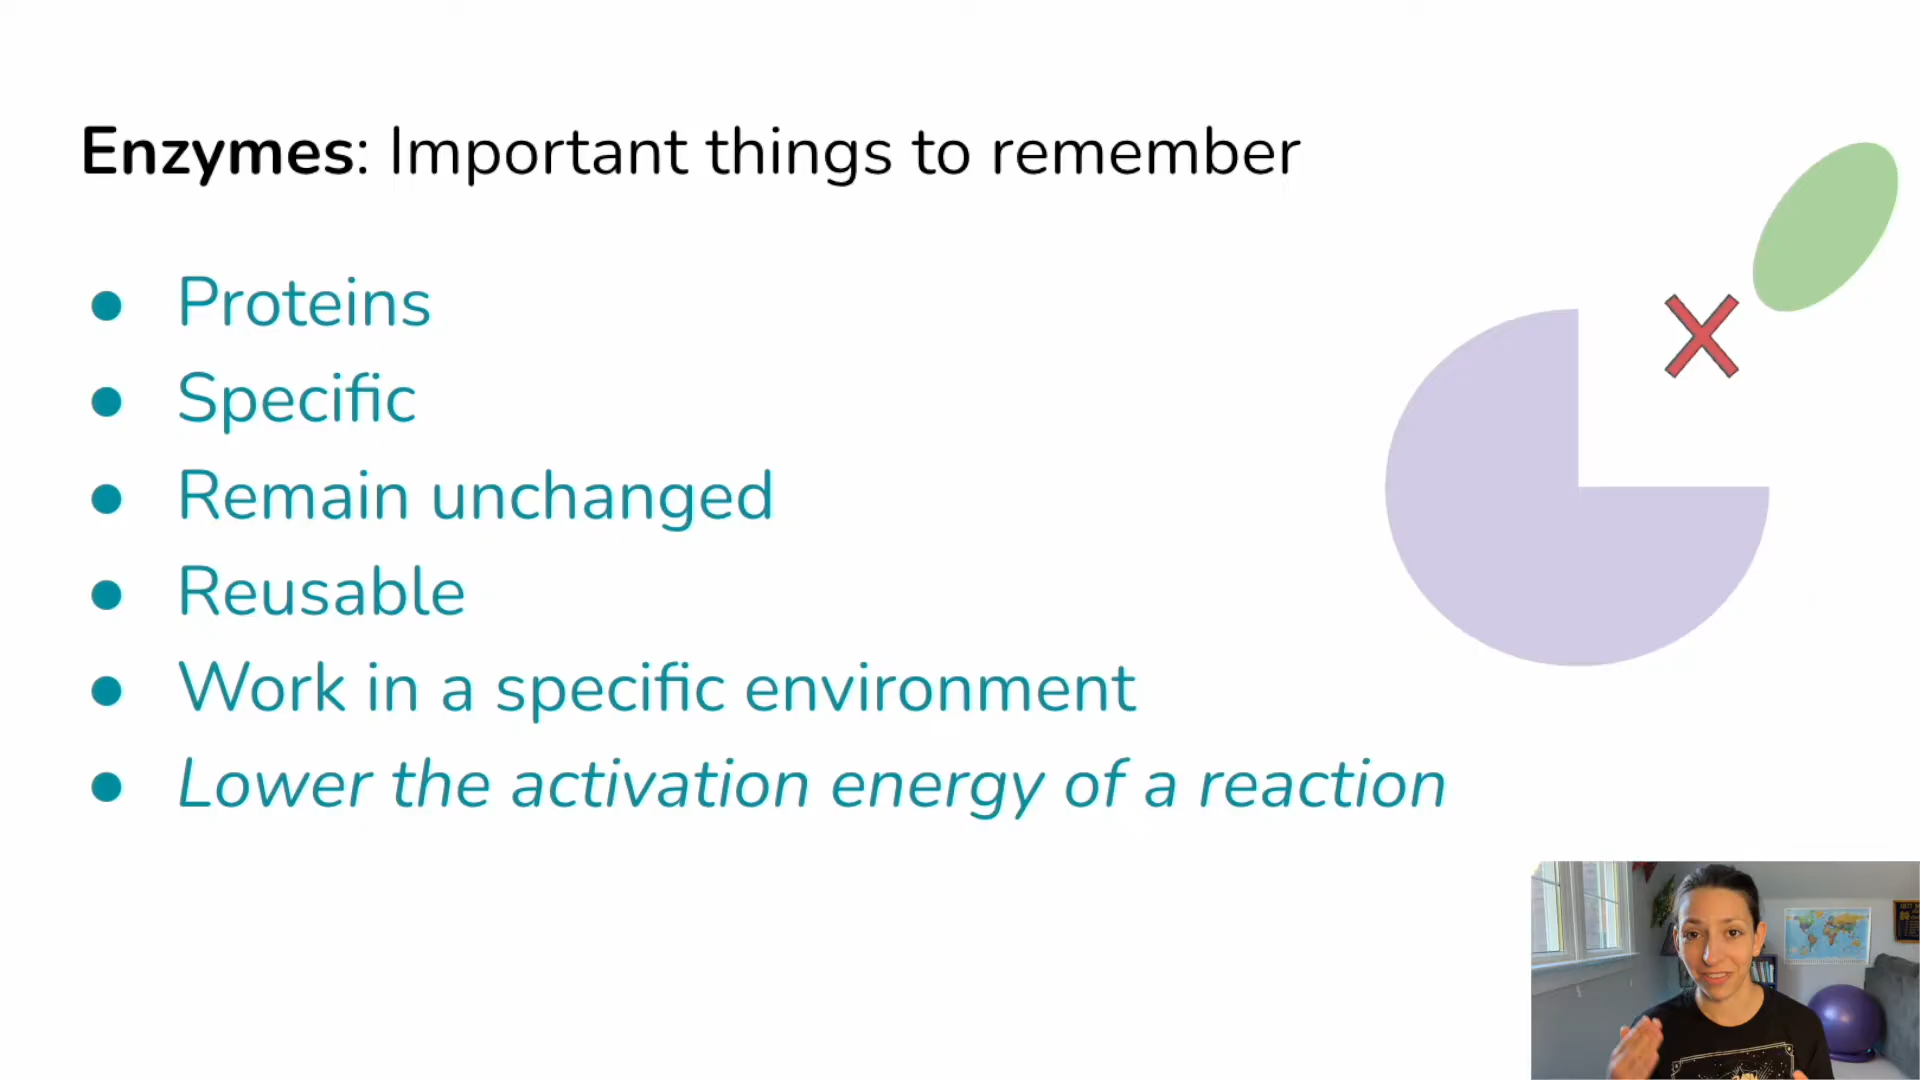 Enzymes: Important things to remember
● Proteins
● Specific
● Remain unchanged
● Reusable
● Work in a specific environment
● Lower the activation energy of a reaction